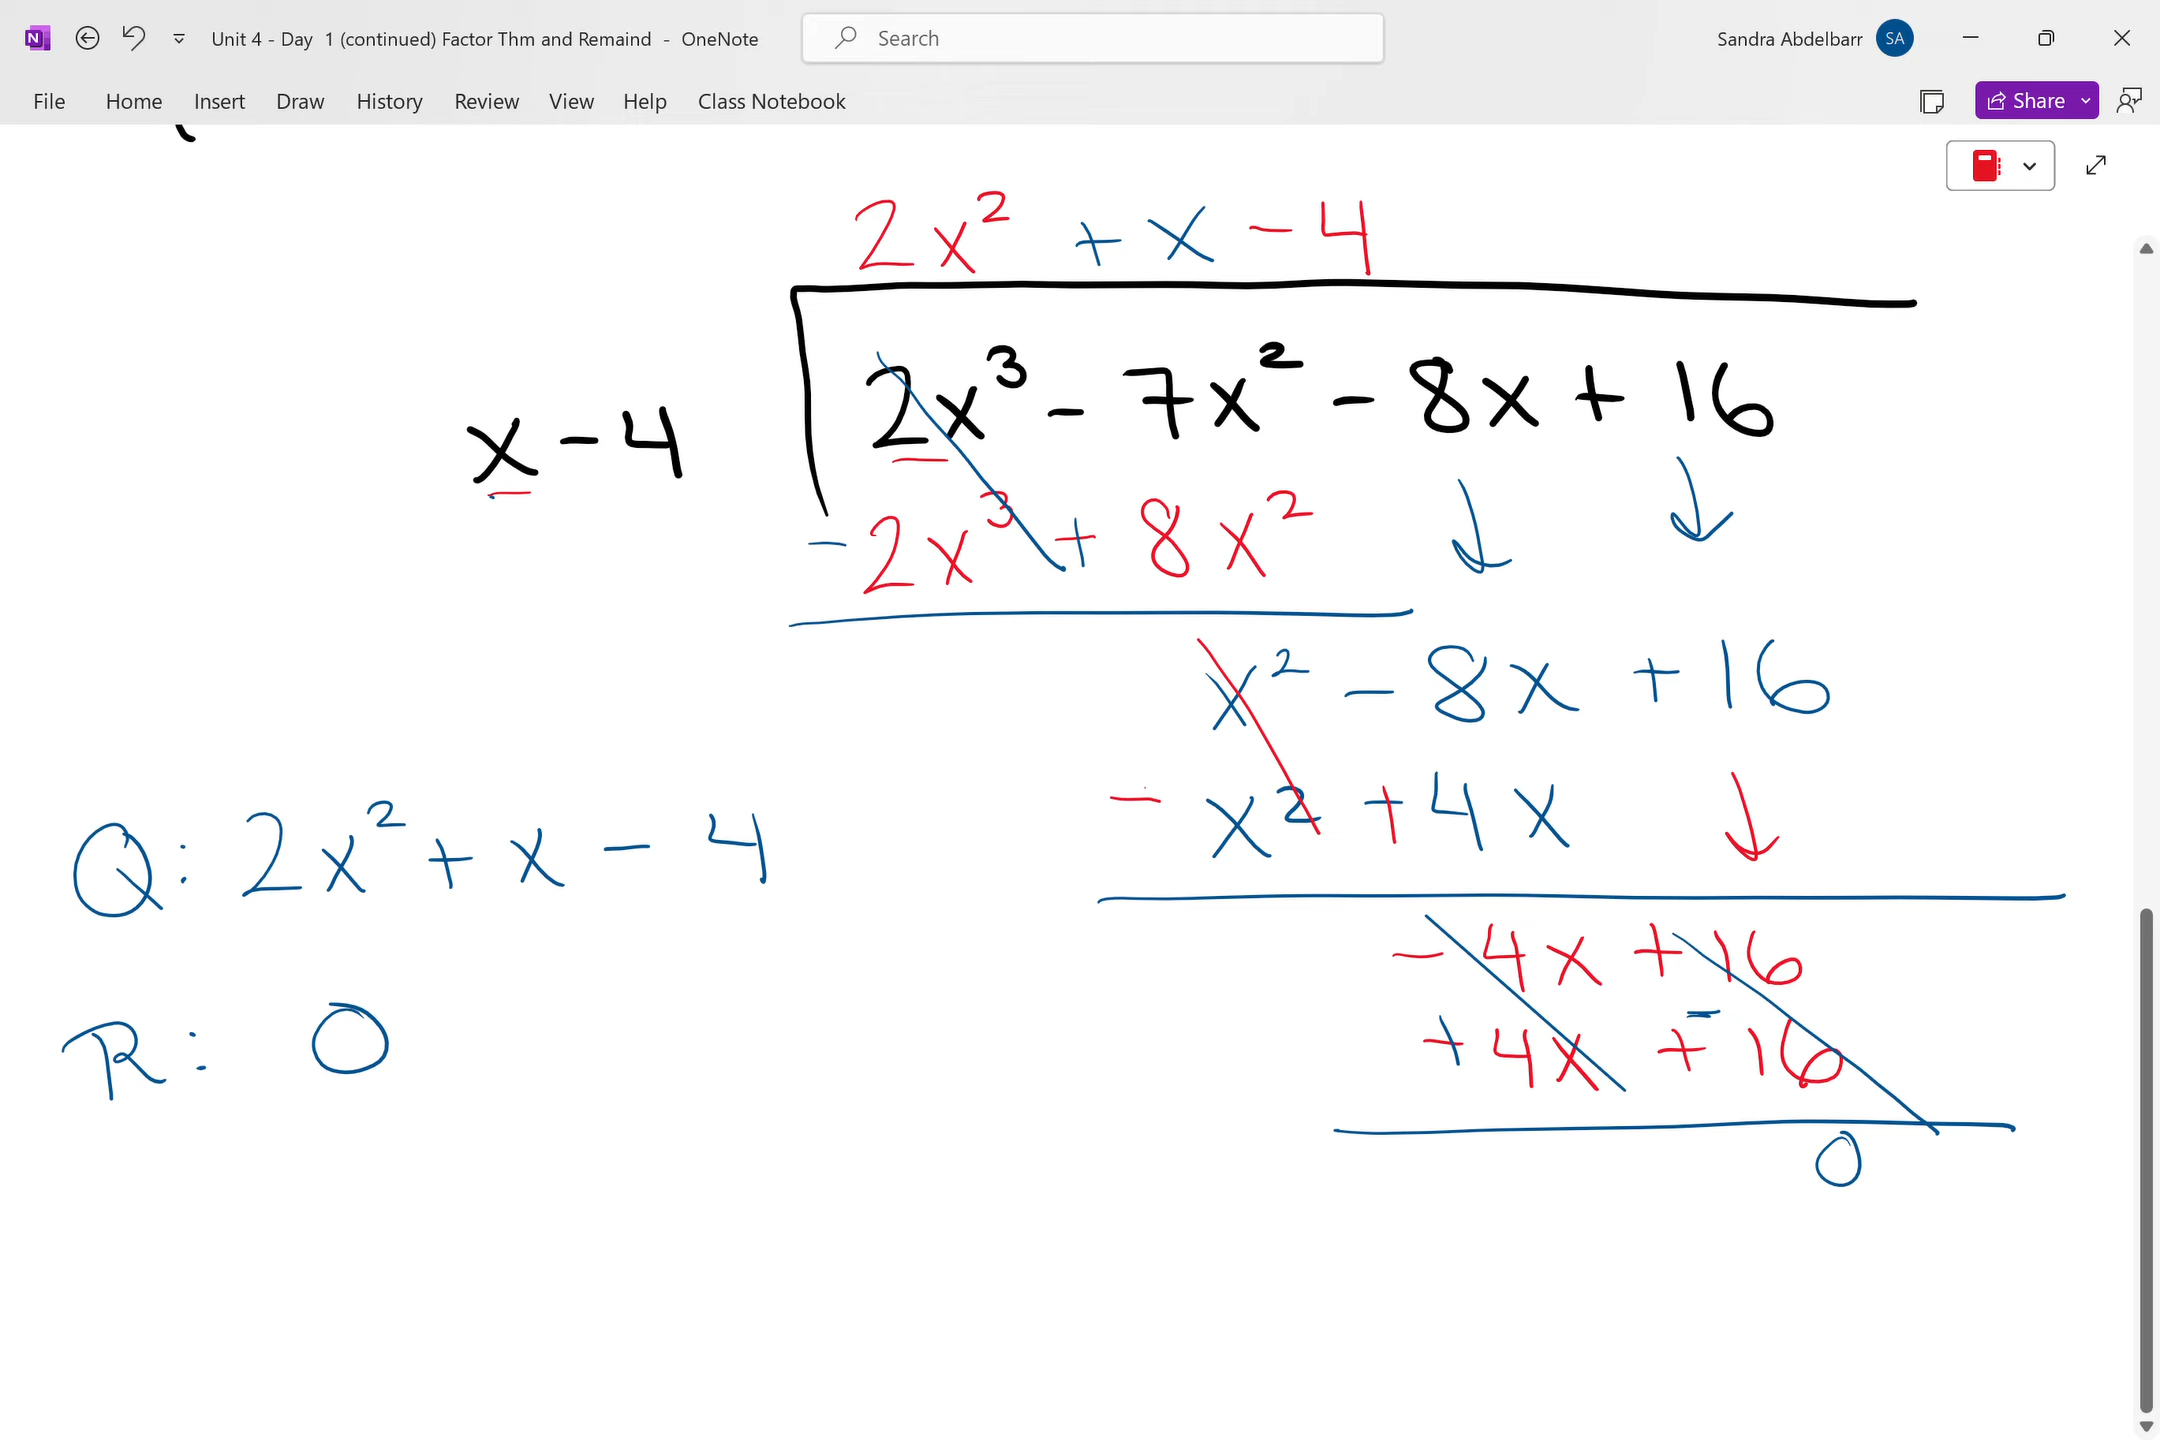 Unit 4 - Day 1 (continued) Factor Thm and Remaind - OneNote
Search
Sandra Abdelbarr SA
File Home Insert Draw History Review View Help Class Notebook
Share
2x² + x - 4
x - 4
2x³ - 7x² - 8x + 16
- 2x³ + 8x²
x² - 8x + 16
- x² + 4x
Q: 2x² + x - 4
- 4x + 16
+ 4x - 16
R: 0
0